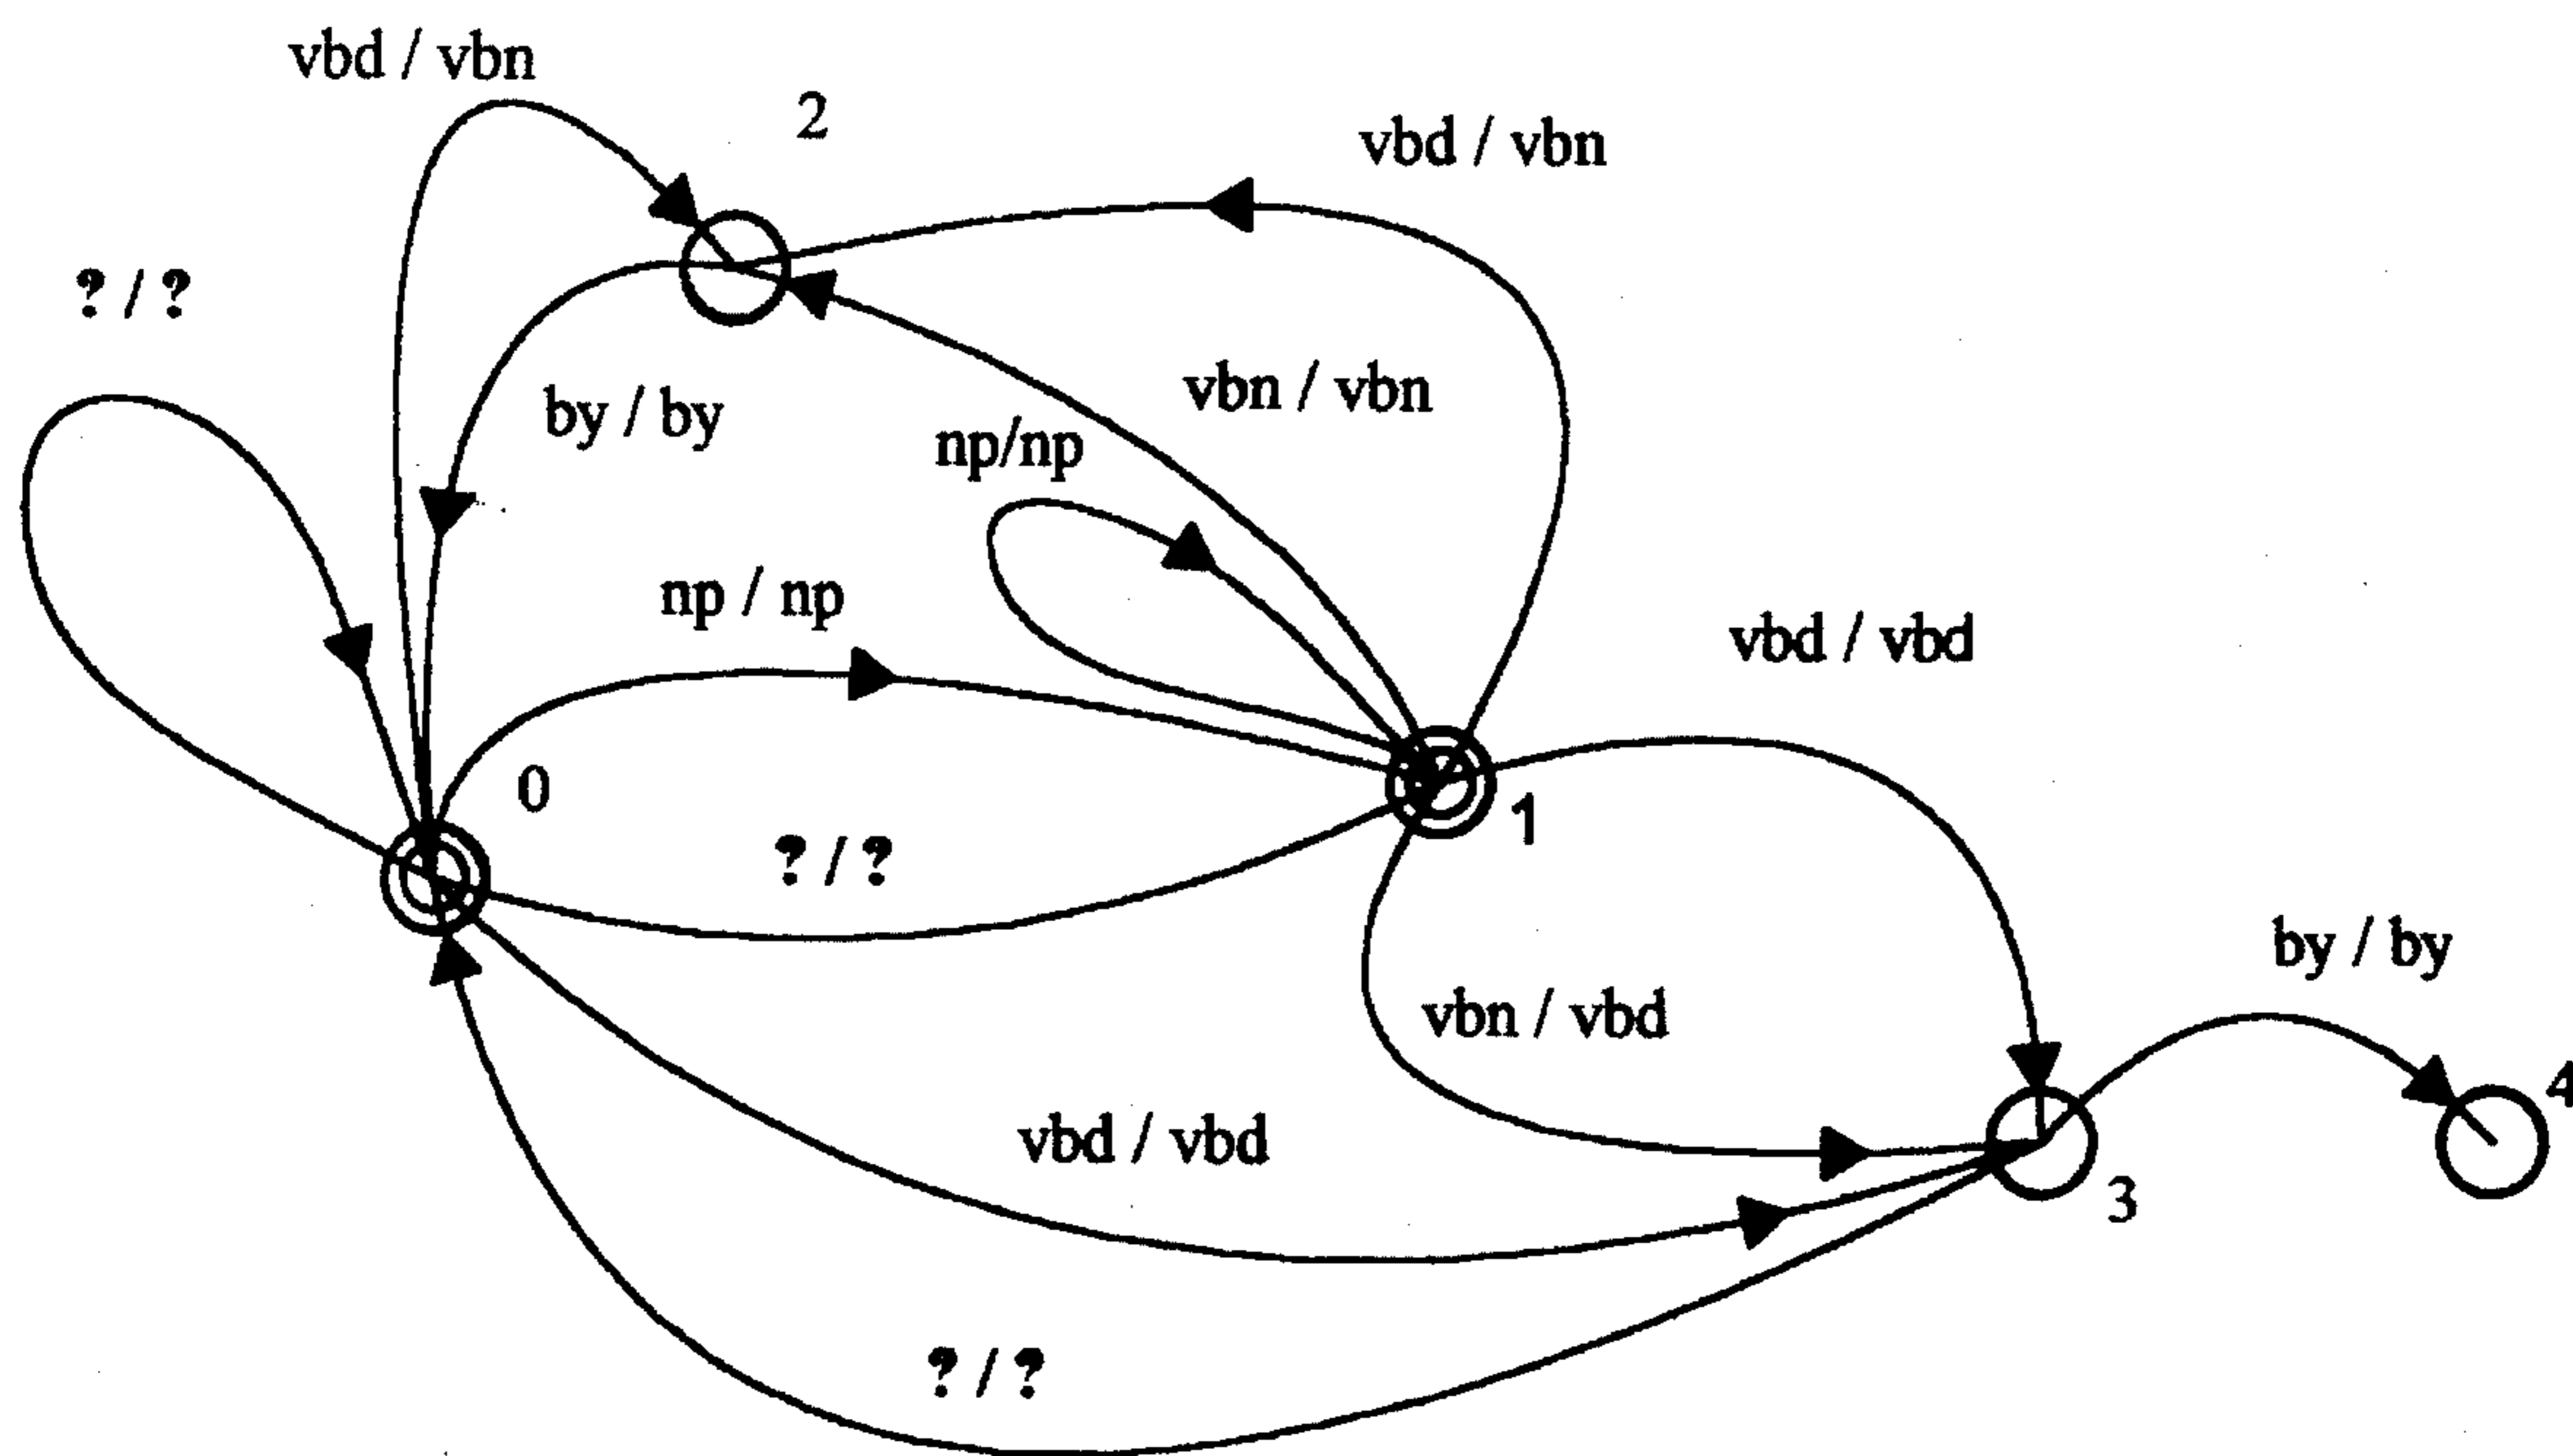 vbd / vbn
2
vbd / vbn
? / ?
by / by
vbn / vbn
np/np
np / np
vbd / vbd
0
1
? / ?
by / by
vbn / vbd
4
vbd / vbd
3
? / ?